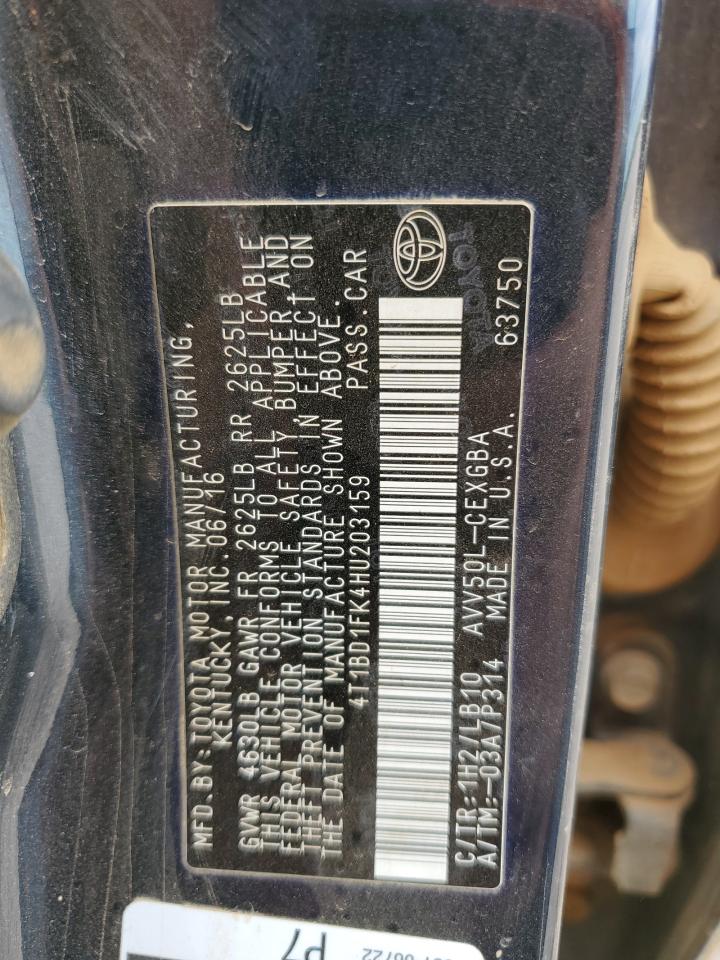 MFD. BY: TOYOTA MOTOR MANUFACTURING,
KENTUCKY, INC. 06/16
GVWR 4630LB GAWR FR 2625LB RR 2625LB
THIS VEHICLE CONFORMS TO ALL APPLICABLE
FEDERAL MOTOR VEHICLE SAFETY BUMPER AND
THEFT PREVENTION STANDARDS IN EFFECT ON
THE DATE OF MANUFACTURE SHOWN ABOVE.
4T1BD1FK4HU203159 PASS. CAR
C/TR: 1H2/LB10 AVV50L-CEXGBA
A/TM:-03A/P314 MADE IN U.S.A. 63750
TOYOTA
P7